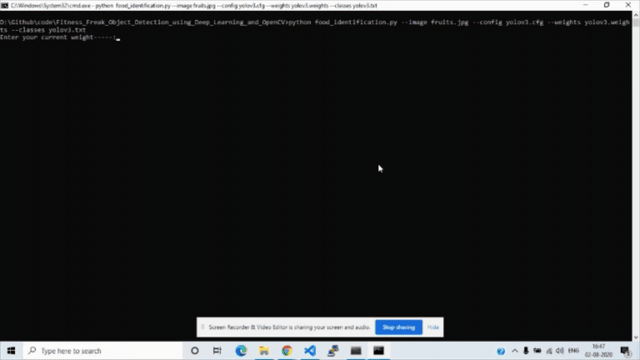 C:\Windows\System32\cmd.exe - python food_identification.py --image fruits.jpg --config yolov3.cfg --weights yolov3.weights --classes yolov3.txt
D:\Github\code\Fitness_Freak_Object_Detection_using_Deep_Learning_and_OpenCV>python food_identification.py --image fruits.jpg --config yolov3.cfg --weights yolov3.weigh
ts --classes yolov3.txt
Enter your current weight-----:
Screen Recorder & Video Editor is sharing your screen and audio.
Stop sharing
Hide
Type here to search
ENG
16:47
02-08-2020